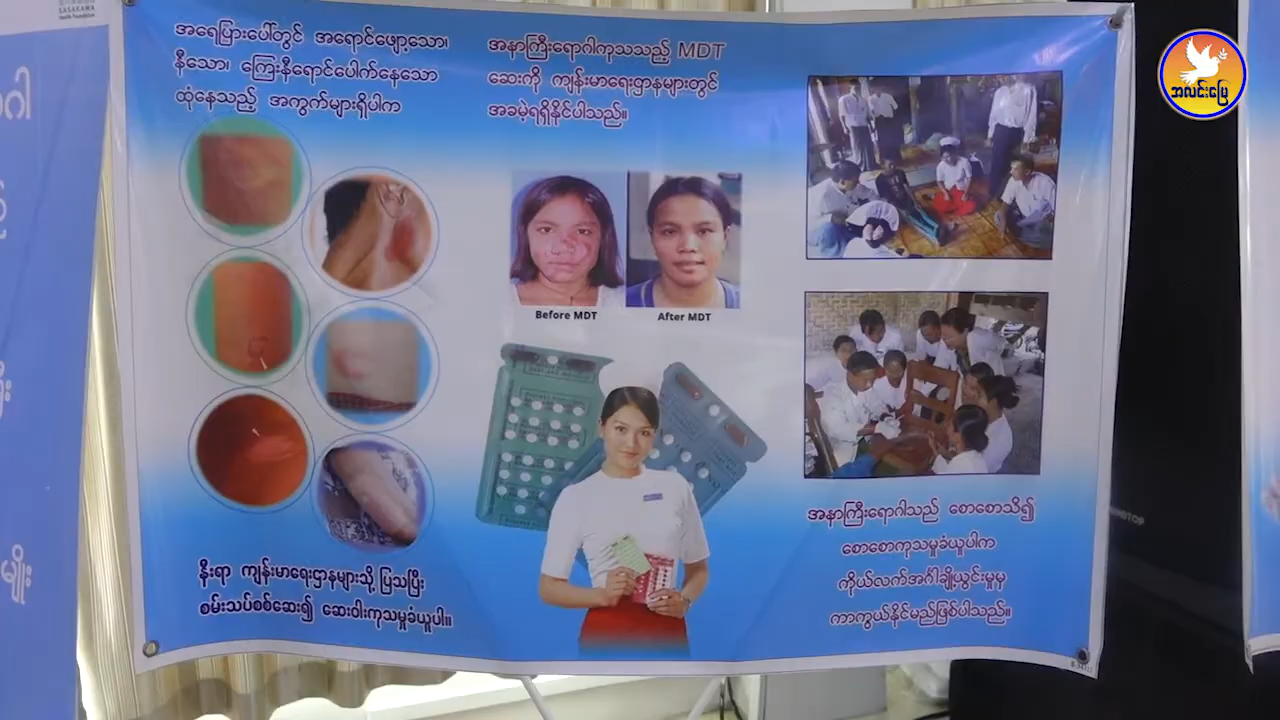 SASAKAWA
Health Foundation
အရေပြားပေါ်တွင် အရောင်ဖျော့သော၊
နီသော၊ ကြေးနီရောင်ပေါက်နေသော
ထုံနေသည့် အကွက်များရှိပါက
နီးရာ ကျန်းမာရေးဌာနများသို့ ပြသပြီး
စမ်းသပ်စစ်ဆေး၍ ဆေးဝါးကုသမှုခံယူပါ။
အနာကြီးရောဂါကုသသည့် MDT
ဆေးကို ကျန်းမာရေးဌာနများတွင်
အခမဲ့ရရှိနိုင်ပါသည်။
Before MDT
After MDT
အနာကြီးရောဂါသည် စောစောသိ၍
စောစောကုသမှုခံယူပါက
ကိုယ်လက်အင်္ဂါချို့ယွင်းမှုမှ
ကာကွယ်နိုင်မည်ဖြစ်ပါသည်။
အလင်းမြေ